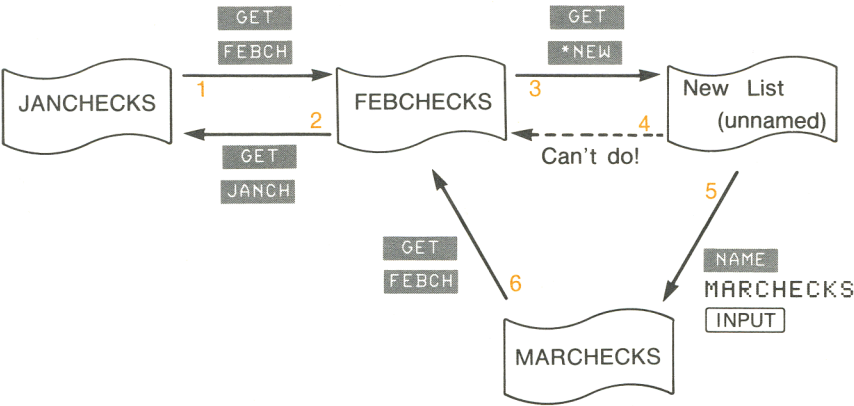 GET
FEBCH
GET
*NEW
JANCHECKS
1
FEBCHECKS
3
New List
(unnamed)
2
4
GET
JANCH
Can't do!
5
GET
FEBCH
6
NAME
MARCHECKS
INPUT
MARCHECKS